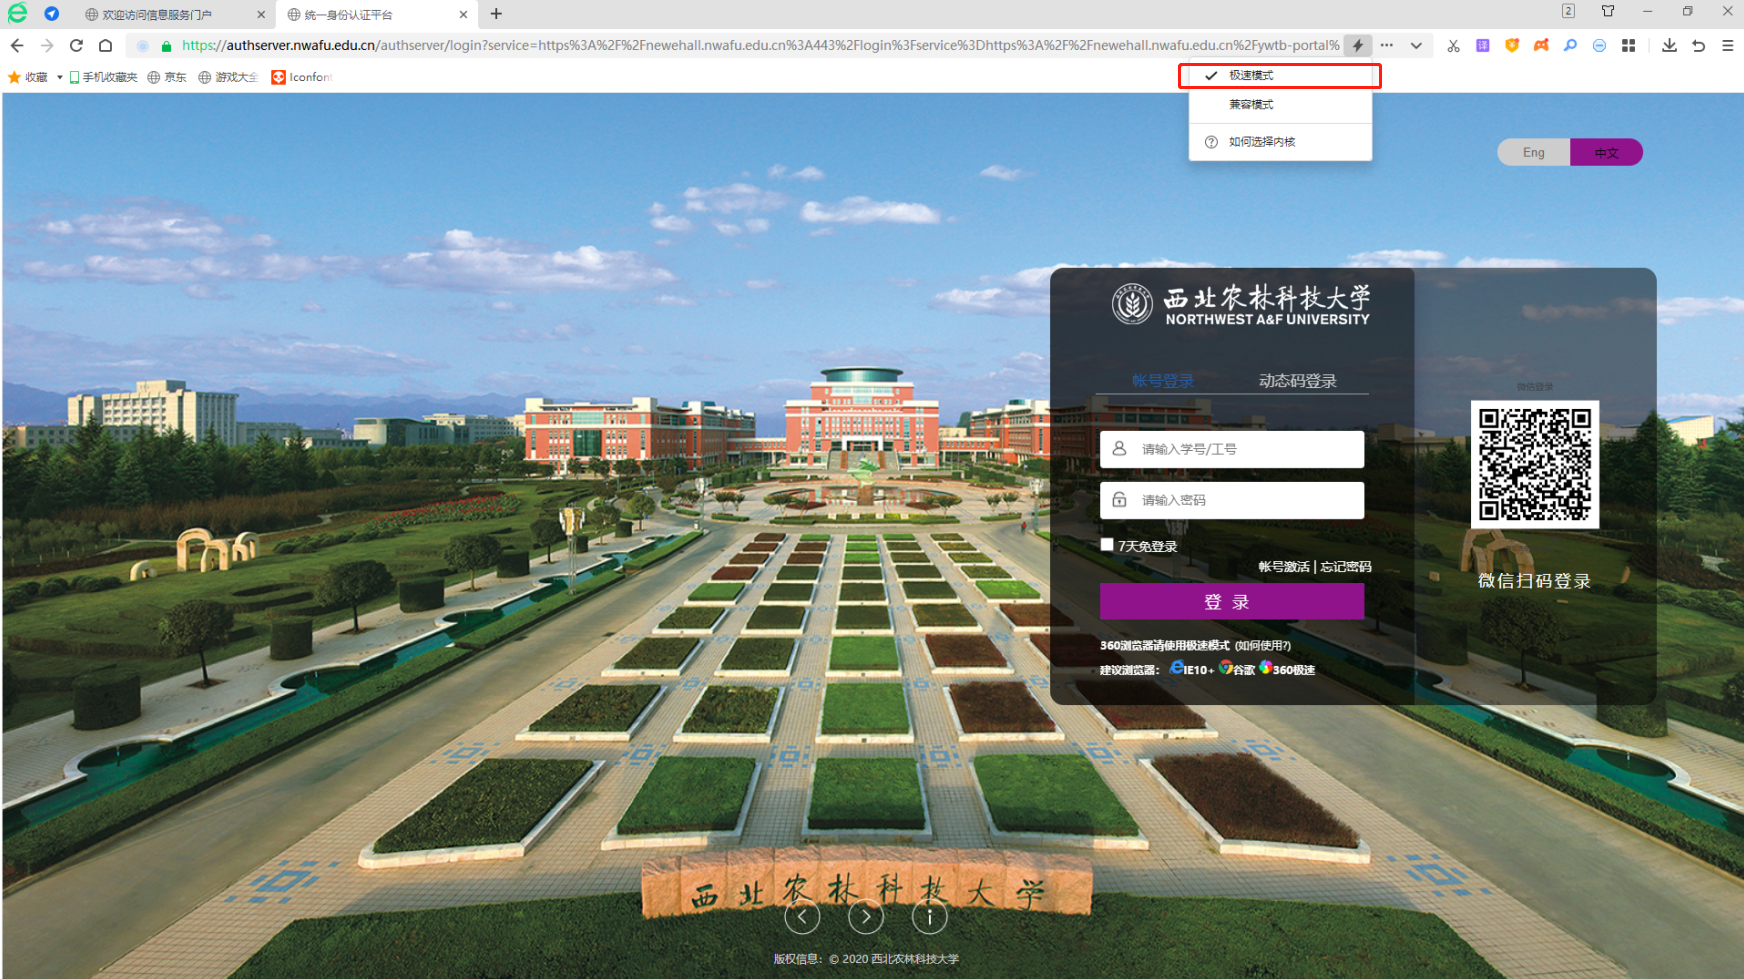 欢迎访问信息服务门户
统一身份认证平台
2
https://authserver.nwafu.edu.cn/authserver/login?service=https%3A%2F%2Fnewehall.nwafu.edu.cn%3A443%2Flogin%3Fservice%3Dhttps%3A%2F%2Fnewehall.nwafu.edu.cn%2Fywtb-portal%
译
收藏
手机收藏夹
京东
游戏大全
Iconfont
极速模式
兼容模式
如何选择内核
Eng
中文
西北农林科技大学
NORTHWEST A&F UNIVERSITY
帐号登录
动态码登录
微信登录
请输入学号/工号
请输入密码
7天免登录
帐号激活 | 忘记密码
登 录
微信扫码登录
360浏览器请使用极速模式 (如何使用?)
建议浏览器: IE10+ 谷歌 360极速
西北农林科技大学
版权信息: © 2020 西北农林科技大学